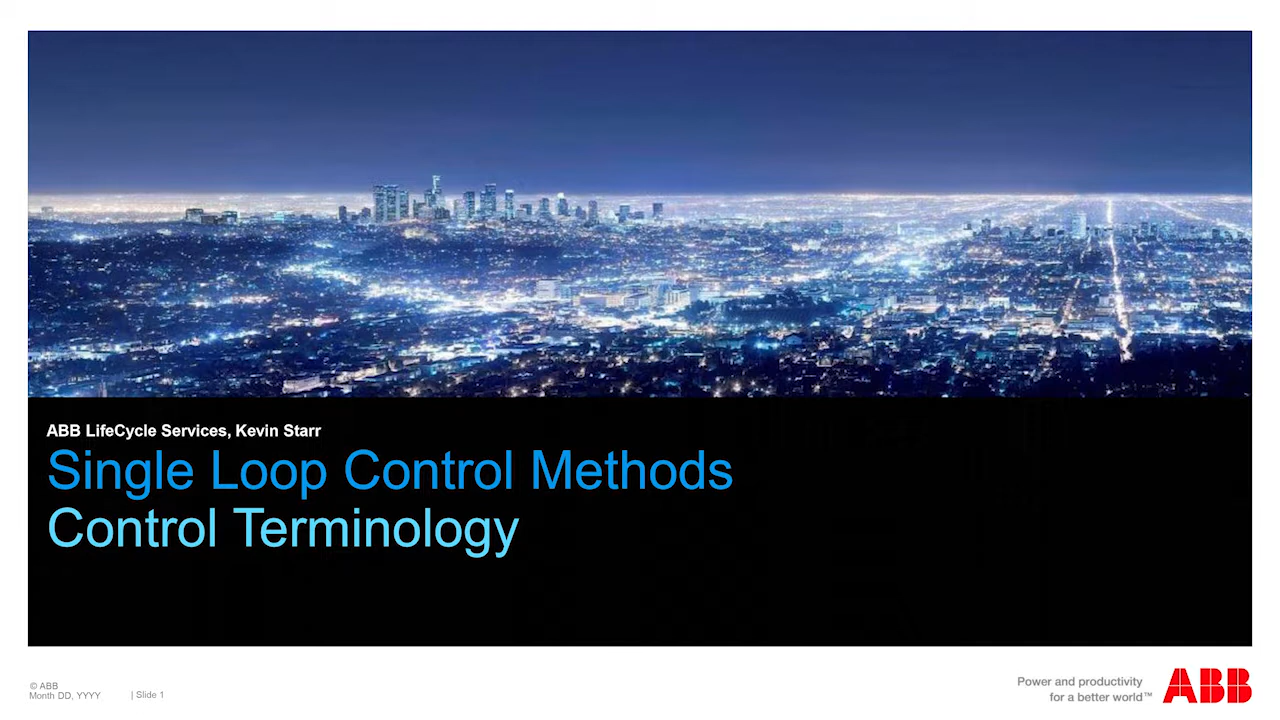 ABB LifeCycle Services, Kevin Starr
Single Loop Control Methods
Control Terminology
© ABB
Month DD, YYYY
| Slide 1
Power and productivity
for a better world™
ABB